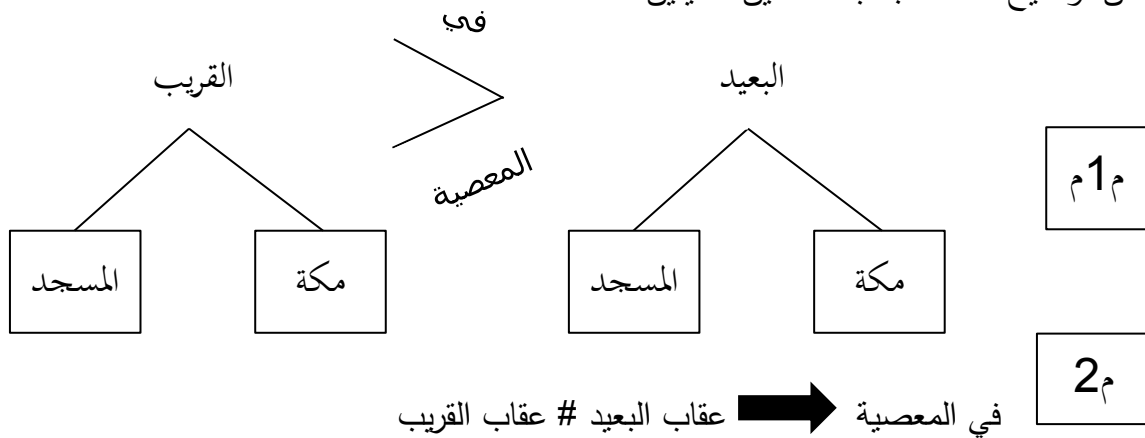 في
البعيد
القريب
المعصية
م1م
مكة
المسجد
مكة
المسجد
م2
في المعصية
عقاب البعيد # عقاب القريب